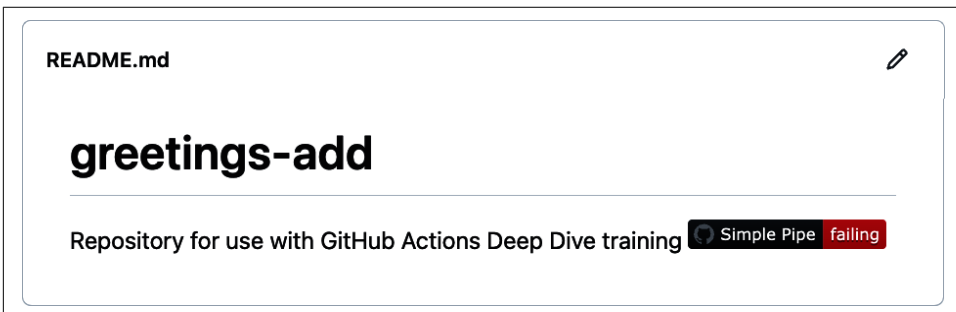 README.md
greetings-add
Repository for use with GitHub Actions Deep Dive training Simple Pipe failing